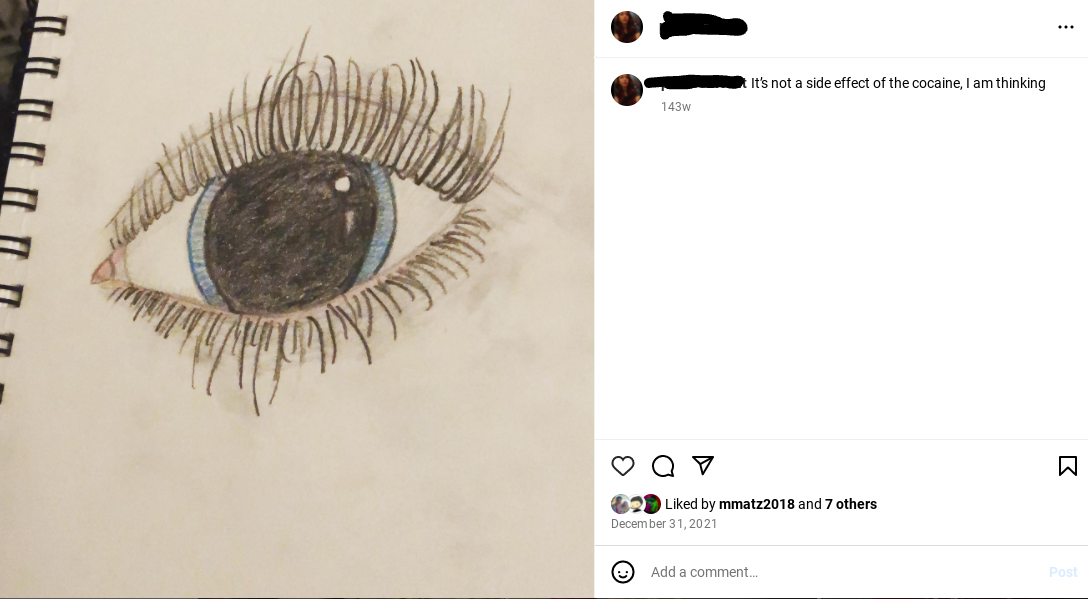 It's not a side effect of the cocaine, I am thinking
143w
Liked by mmatz2018 and 7 others
December 31, 2021
Add a comment…
Post